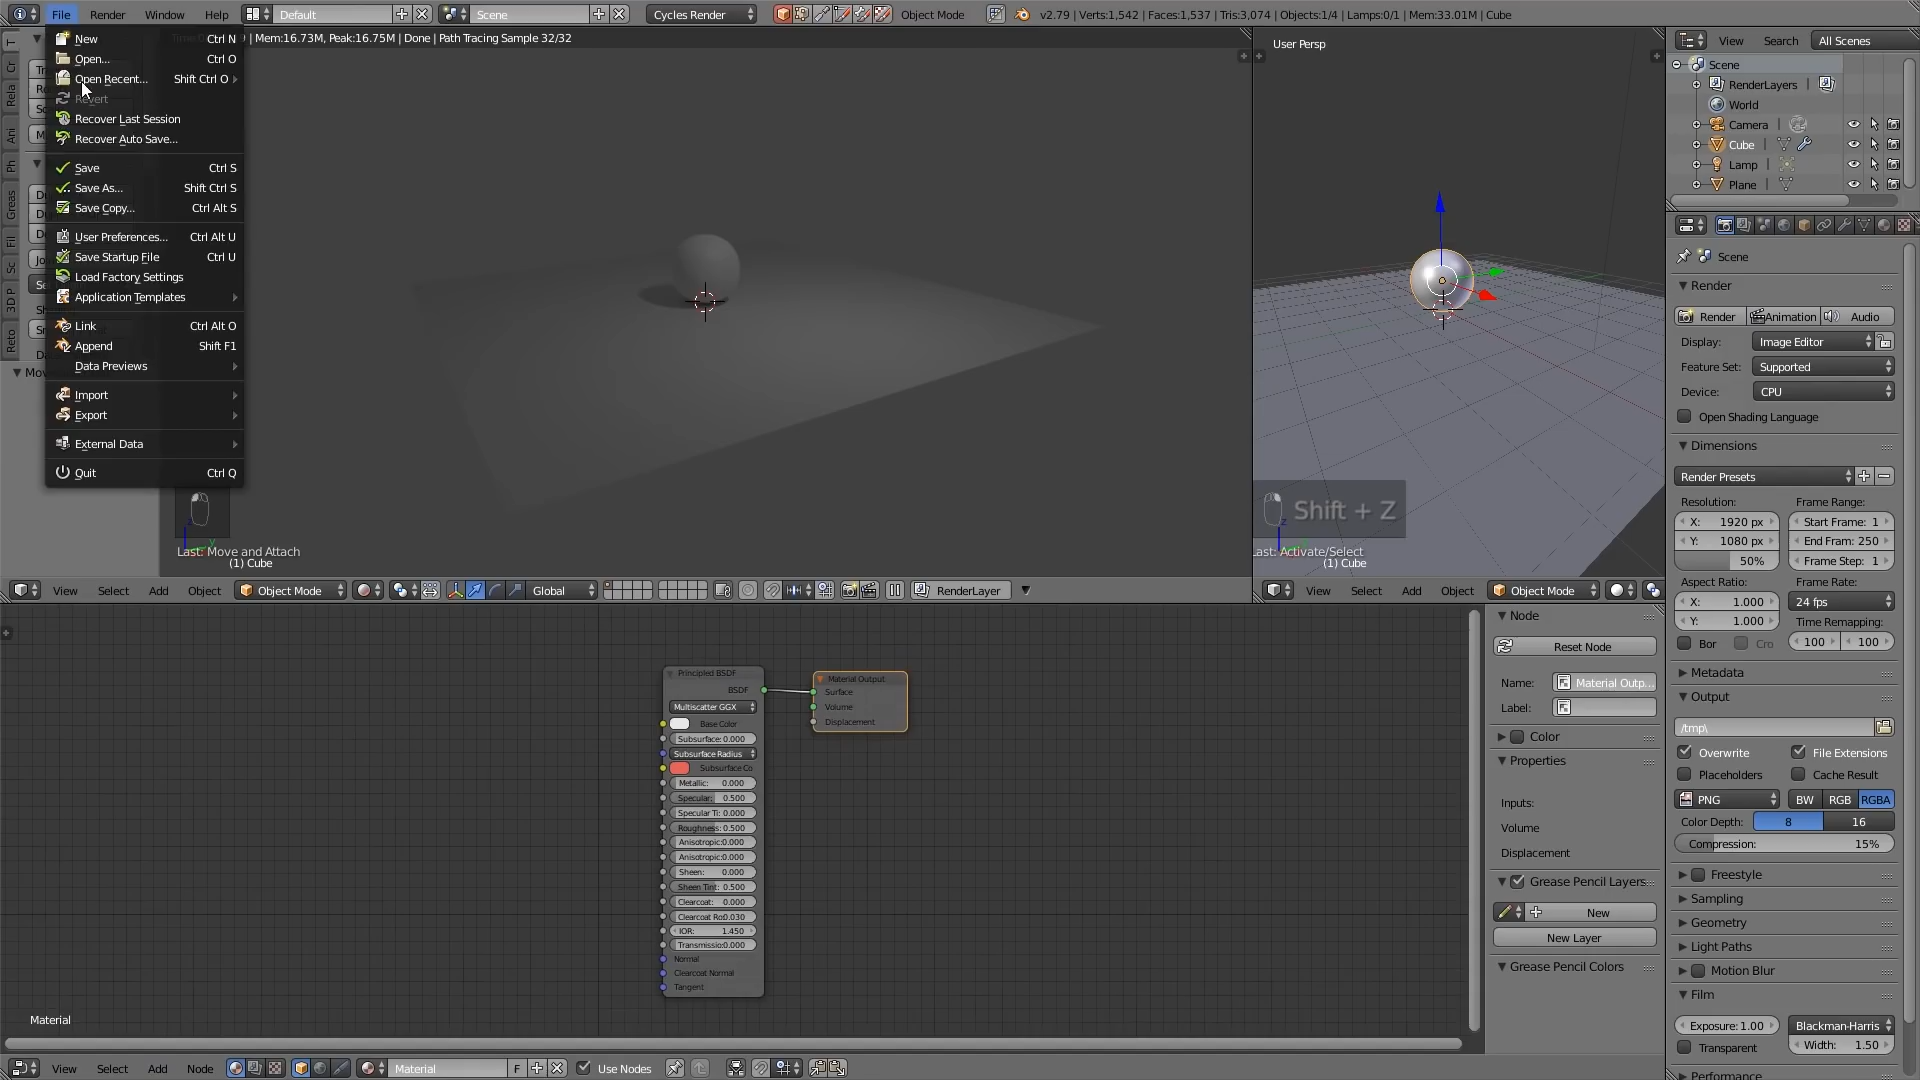 File Render Window Help Default Scene Cycles Render Object Mode v2.79 | Verts:1,542 | Faces:1,537 | Tris:3,074 | Objects:1/4 | Lamps:0/1 | Mem:33.01M | Cube
New Ctrl N
Open... Ctrl O
Open Recent... Shift Ctrl O
Revert
Recover Last Session
Recover Auto Save...
Save Ctrl S
Save As... Shift Ctrl S
Save Copy... Ctrl Alt S
User Preferences... Ctrl Alt U
Save Startup File Ctrl U
Load Factory Settings
Application Templates
Link Ctrl Alt O
Append Shift F1
Data Previews
Import
Export
External Data
Quit Ctrl Q
| Mem:16.73M, Peak:16.75M | Done | Path Tracing Sample 32/32
Last: Move and Attach
(1) Cube
View Select Add Object Object Mode Global RenderLayer
User Persp
Shift + Z
Last: Activate/Select
(1) Cube
View Select Add Object Object Mode
View Search All Scenes
Scene
RenderLayers |
World
Camera |
Cube |
Lamp |
Plane |
Scene
Render
Render Animation Audio
Display: Image Editor
Feature Set: Supported
Device: CPU
Open Shading Language
Dimensions
Render Presets
Resolution: Frame Range:
X: 1920 px Start Frame: 1
Y: 1080 px End Fram: 250
50% Frame Step: 1
Aspect Ratio: Frame Rate:
X: 1.000 24 fps
Y: 1.000 Time Remapping:
Bor Cro 100 100
Metadata
Output
/tmp\
Overwrite File Extensions
Placeholders Cache Result
PNG BW RGB RGBA
Color Depth: 8 16
Compression: 15%
Freestyle
Sampling
Geometry
Light Paths
Motion Blur
Film
Exposure: 1.00 Blackman-Harris
Transparent Width: 1.50
Performance
Principled BSDF
BSDF
Multiscatter GGX
Base Color
Subsurface: 0.000
Subsurface Radius
Subsurface Co
Metallic: 0.000
Specular: 0.500
Specular Ti: 0.000
Roughness: 0.500
Anisotropic:0.000
Anisotropic:0.000
Sheen: 0.000
Sheen Tint: 0.500
Clearcoat: 0.000
Clearcoat Ro:0.030
IOR: 1.450
Transmissio:0.000
Normal
Clearcoat Normal
Tangent
Material Output
Surface
Volume
Displacement
Node
Reset Node
Name: Material Outp...
Label:
Color
Properties
Inputs:
Volume
Displacement
Grease Pencil Layers
New
New Layer
Grease Pencil Colors
Material
View Select Add Node Material F Use Nodes